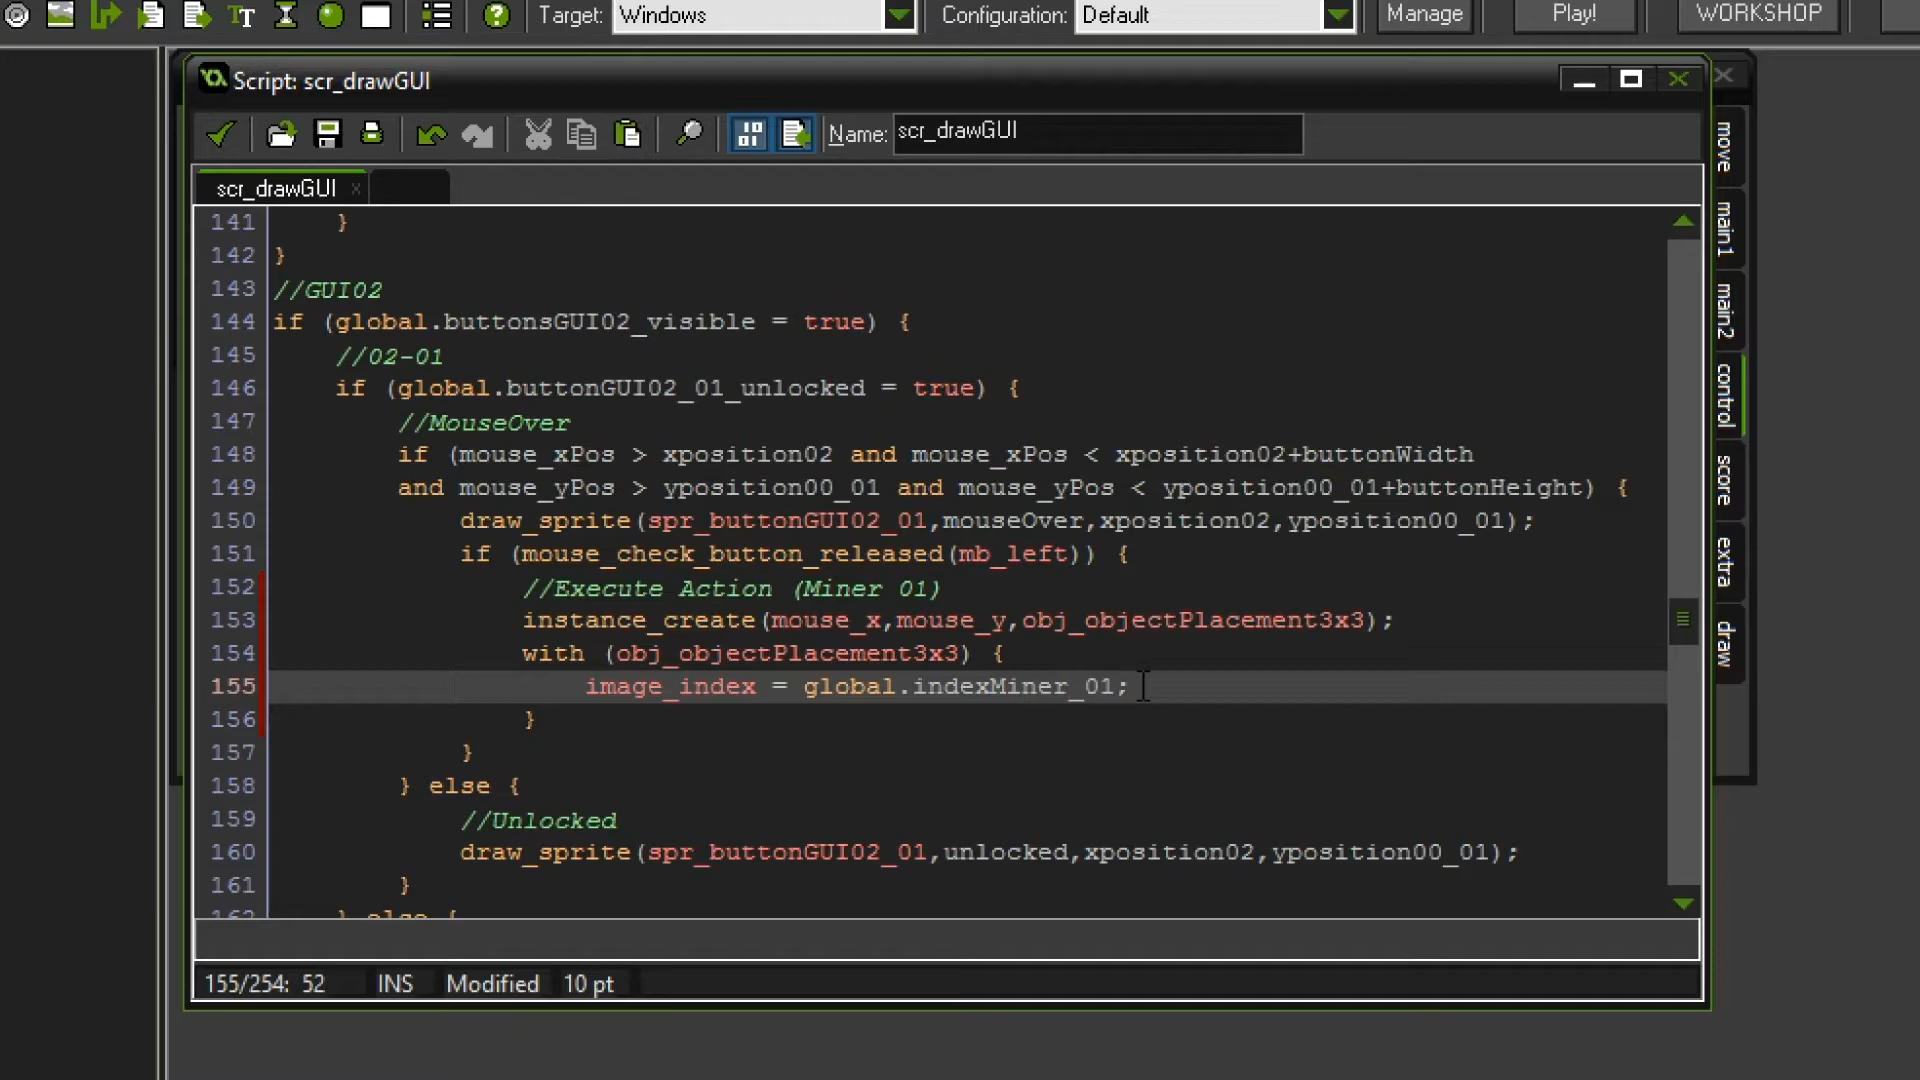 Target: Windows Configuration: Default Manage Play! WORKSHOP
Script: scr_drawGUI
Name: scr_drawGUI
scr_drawGUI
141 }
142 }
143 //GUI02
144 if (global.buttonsGUI02_visible = true) {
145 //02-01
146 if (global.buttonGUI02_01_unlocked = true) {
147 //MouseOver
148 if (mouse_xPos > xposition02 and mouse_xPos < xposition02+buttonWidth
149 and mouse_yPos > yposition00_01 and mouse_yPos < yposition00_01+buttonHeight) {
150 draw_sprite(spr_buttonGUI02_01,mouseOver,xposition02,yposition00_01);
151 if (mouse_check_button_released(mb_left)) {
152 //Execute Action (Miner 01)
153 instance_create(mouse_x,mouse_y,obj_objectPlacement3x3);
154 with (obj_objectPlacement3x3) {
155 image_index = global.indexMiner_01;
156 }
157 }
158 } else {
159 //Unlocked
160 draw_sprite(spr_buttonGUI02_01,unlocked,xposition02,yposition00_01);
161 }
162 } else {
155/254: 52 INS Modified 10 pt
move
main1
main2
control
score
extra
draw